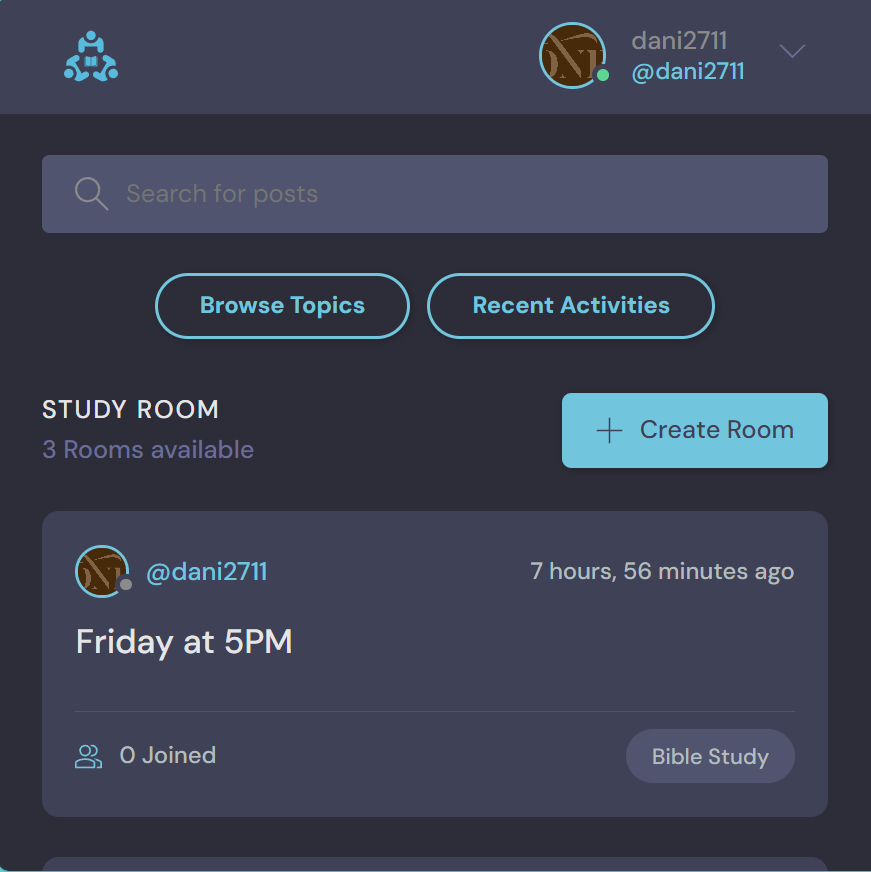 dani2711
@dani2711
Search for posts
Browse Topics
Recent Activities
STUDY ROOM
3 Rooms available
Create Room
@dani2711
7 hours, 56 minutes ago
Friday at 5PM
0 Joined
Bible Study